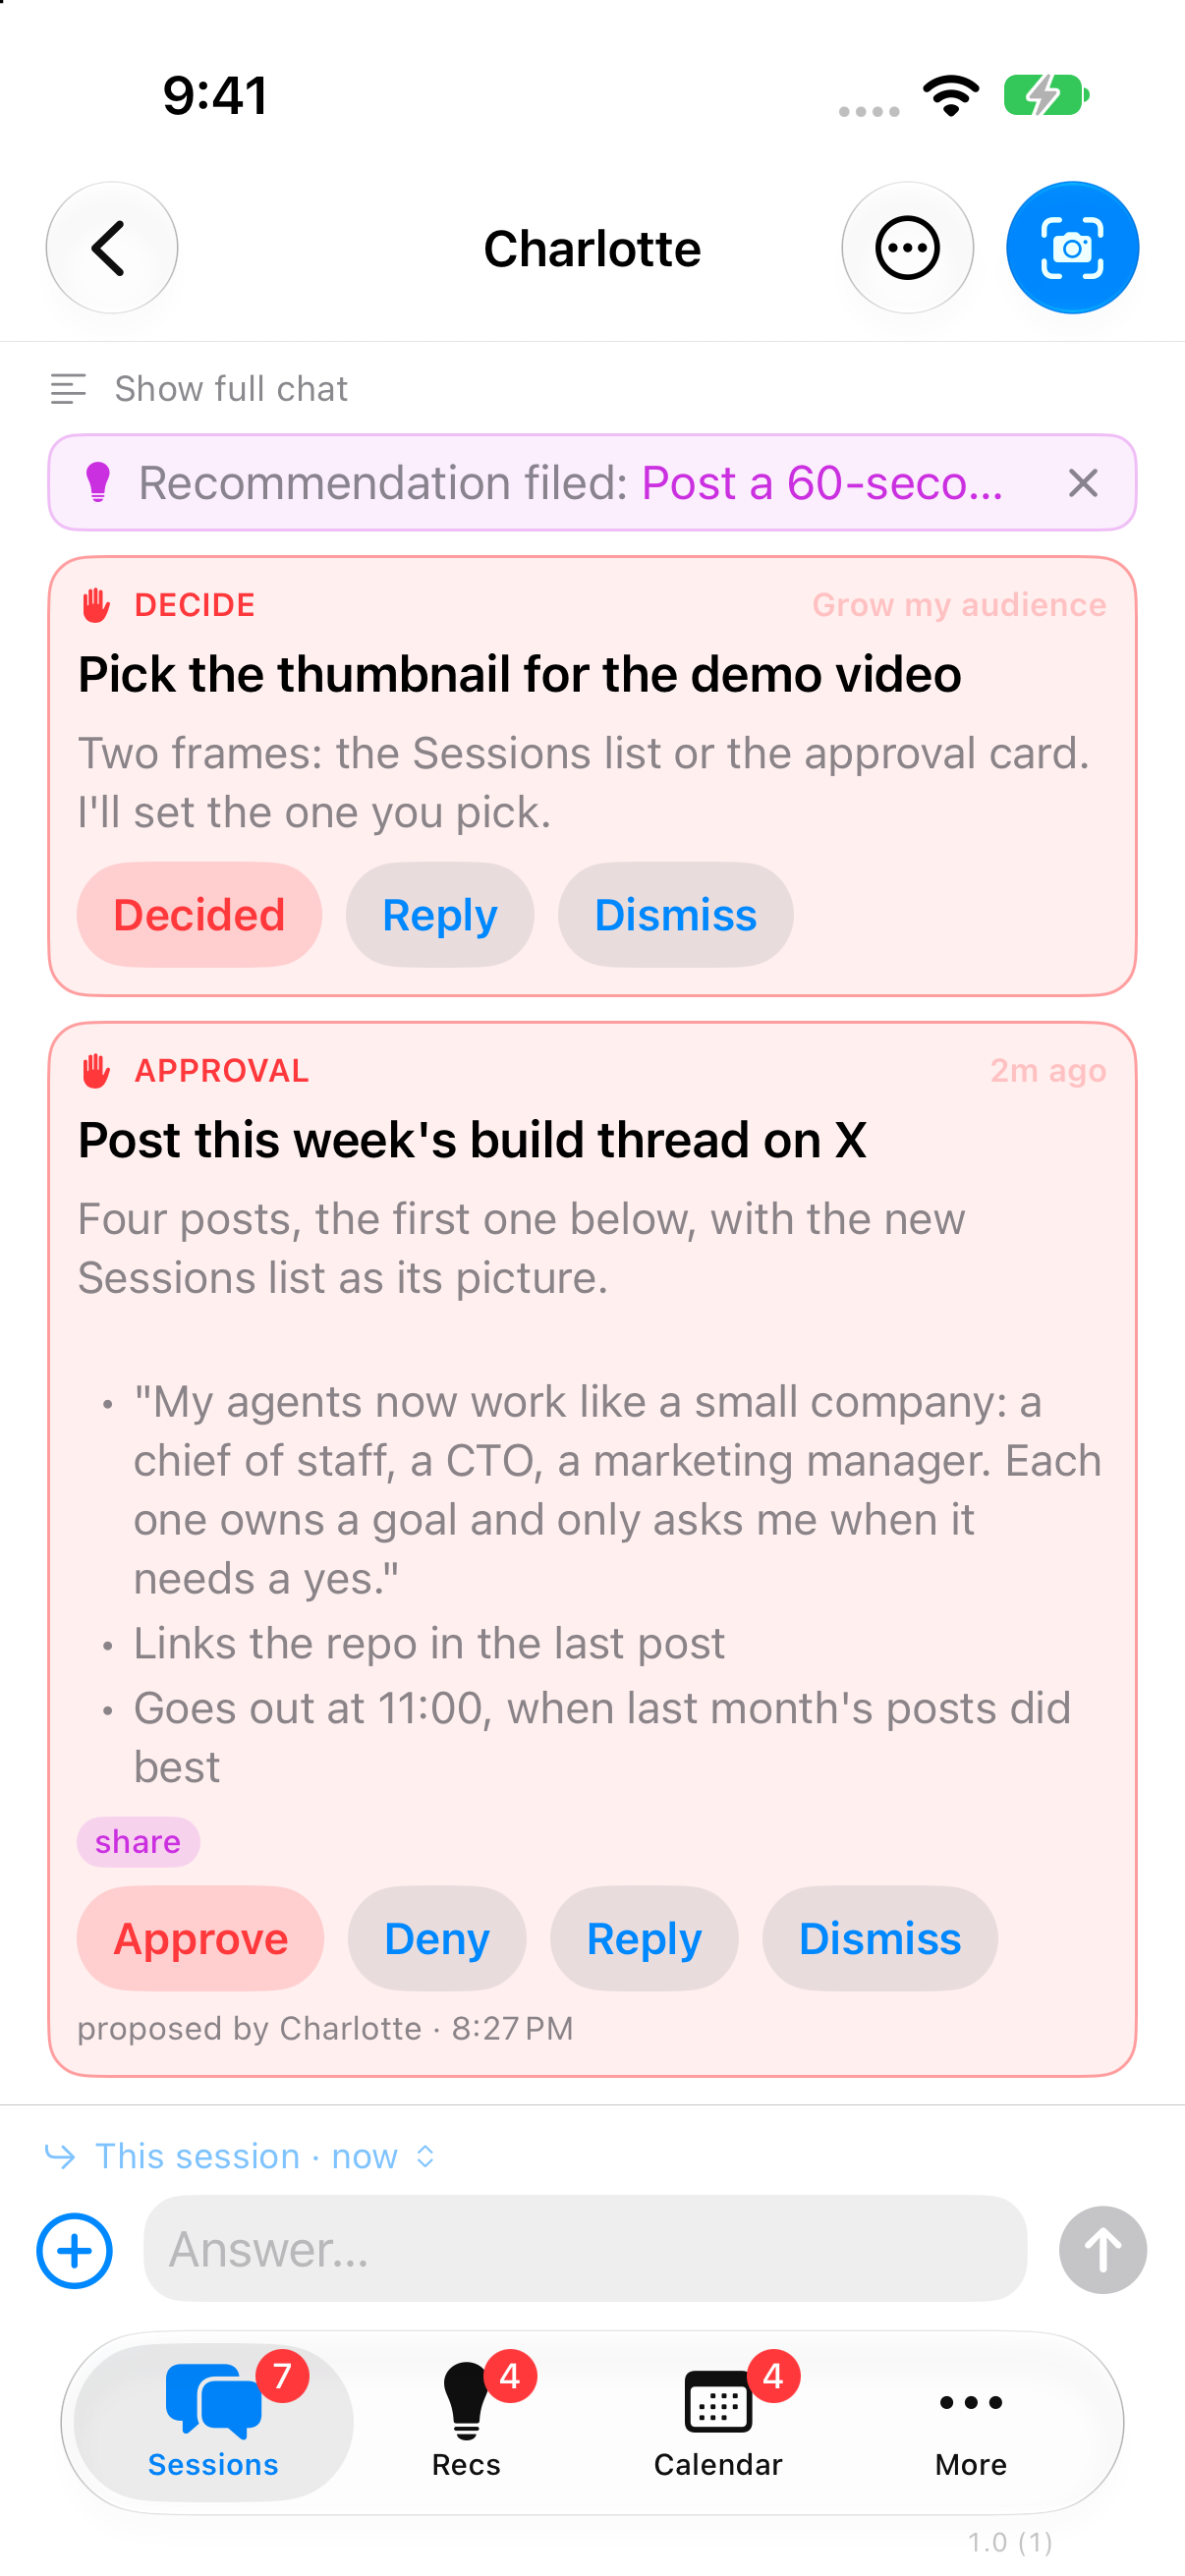 9:41
Charlotte
Show full chat
Recommendation filed: Post a 60-seco...
DECIDE
Grow my audience
Pick the thumbnail for the demo video
Two frames: the Sessions list or the approval card.
I'll set the one you pick.
Decided
Reply
Dismiss
APPROVAL
2m ago
Post this week's build thread on X
Four posts, the first one below, with the new
Sessions list as its picture.
• "My agents now work like a small company: a
chief of staff, a CTO, a marketing manager. Each
one owns a goal and only asks me when it
needs a yes."
• Links the repo in the last post
• Goes out at 11:00, when last month's posts did
best
share
Approve
Deny
Reply
Dismiss
proposed by Charlotte · 8:27 PM
This session · now
Answer...
7
Sessions
4
Recs
4
Calendar
More
1.0 (1)